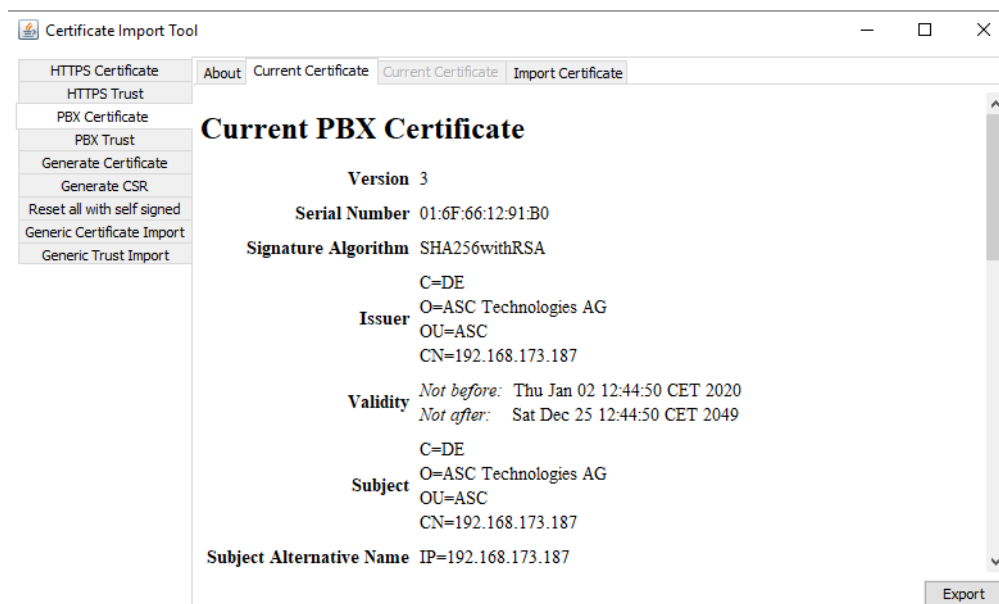 Certificate Import Tool
HTTPS Certificate
HTTPS Trust
PBX Certificate
PBX Trust
Generate Certificate
Generate CSR
Reset all with self signed
Generic Certificate Import
Generic Trust Import
About Current Certificate Current Certificate Import Certificate
Current PBX Certificate
Version 3
Serial Number 01:6F:66:12:91:B0
Signature Algorithm SHA256withRSA
Issuer
C=DE
O=ASC Technologies AG
OU=ASC
CN=192.168.173.187
Validity
Not before: Thu Jan 02 12:44:50 CET 2020
Not after: Sat Dec 25 12:44:50 CET 2049
Subject
C=DE
O=ASC Technologies AG
OU=ASC
CN=192.168.173.187
Subject Alternative Name IP=192.168.173.187
Export